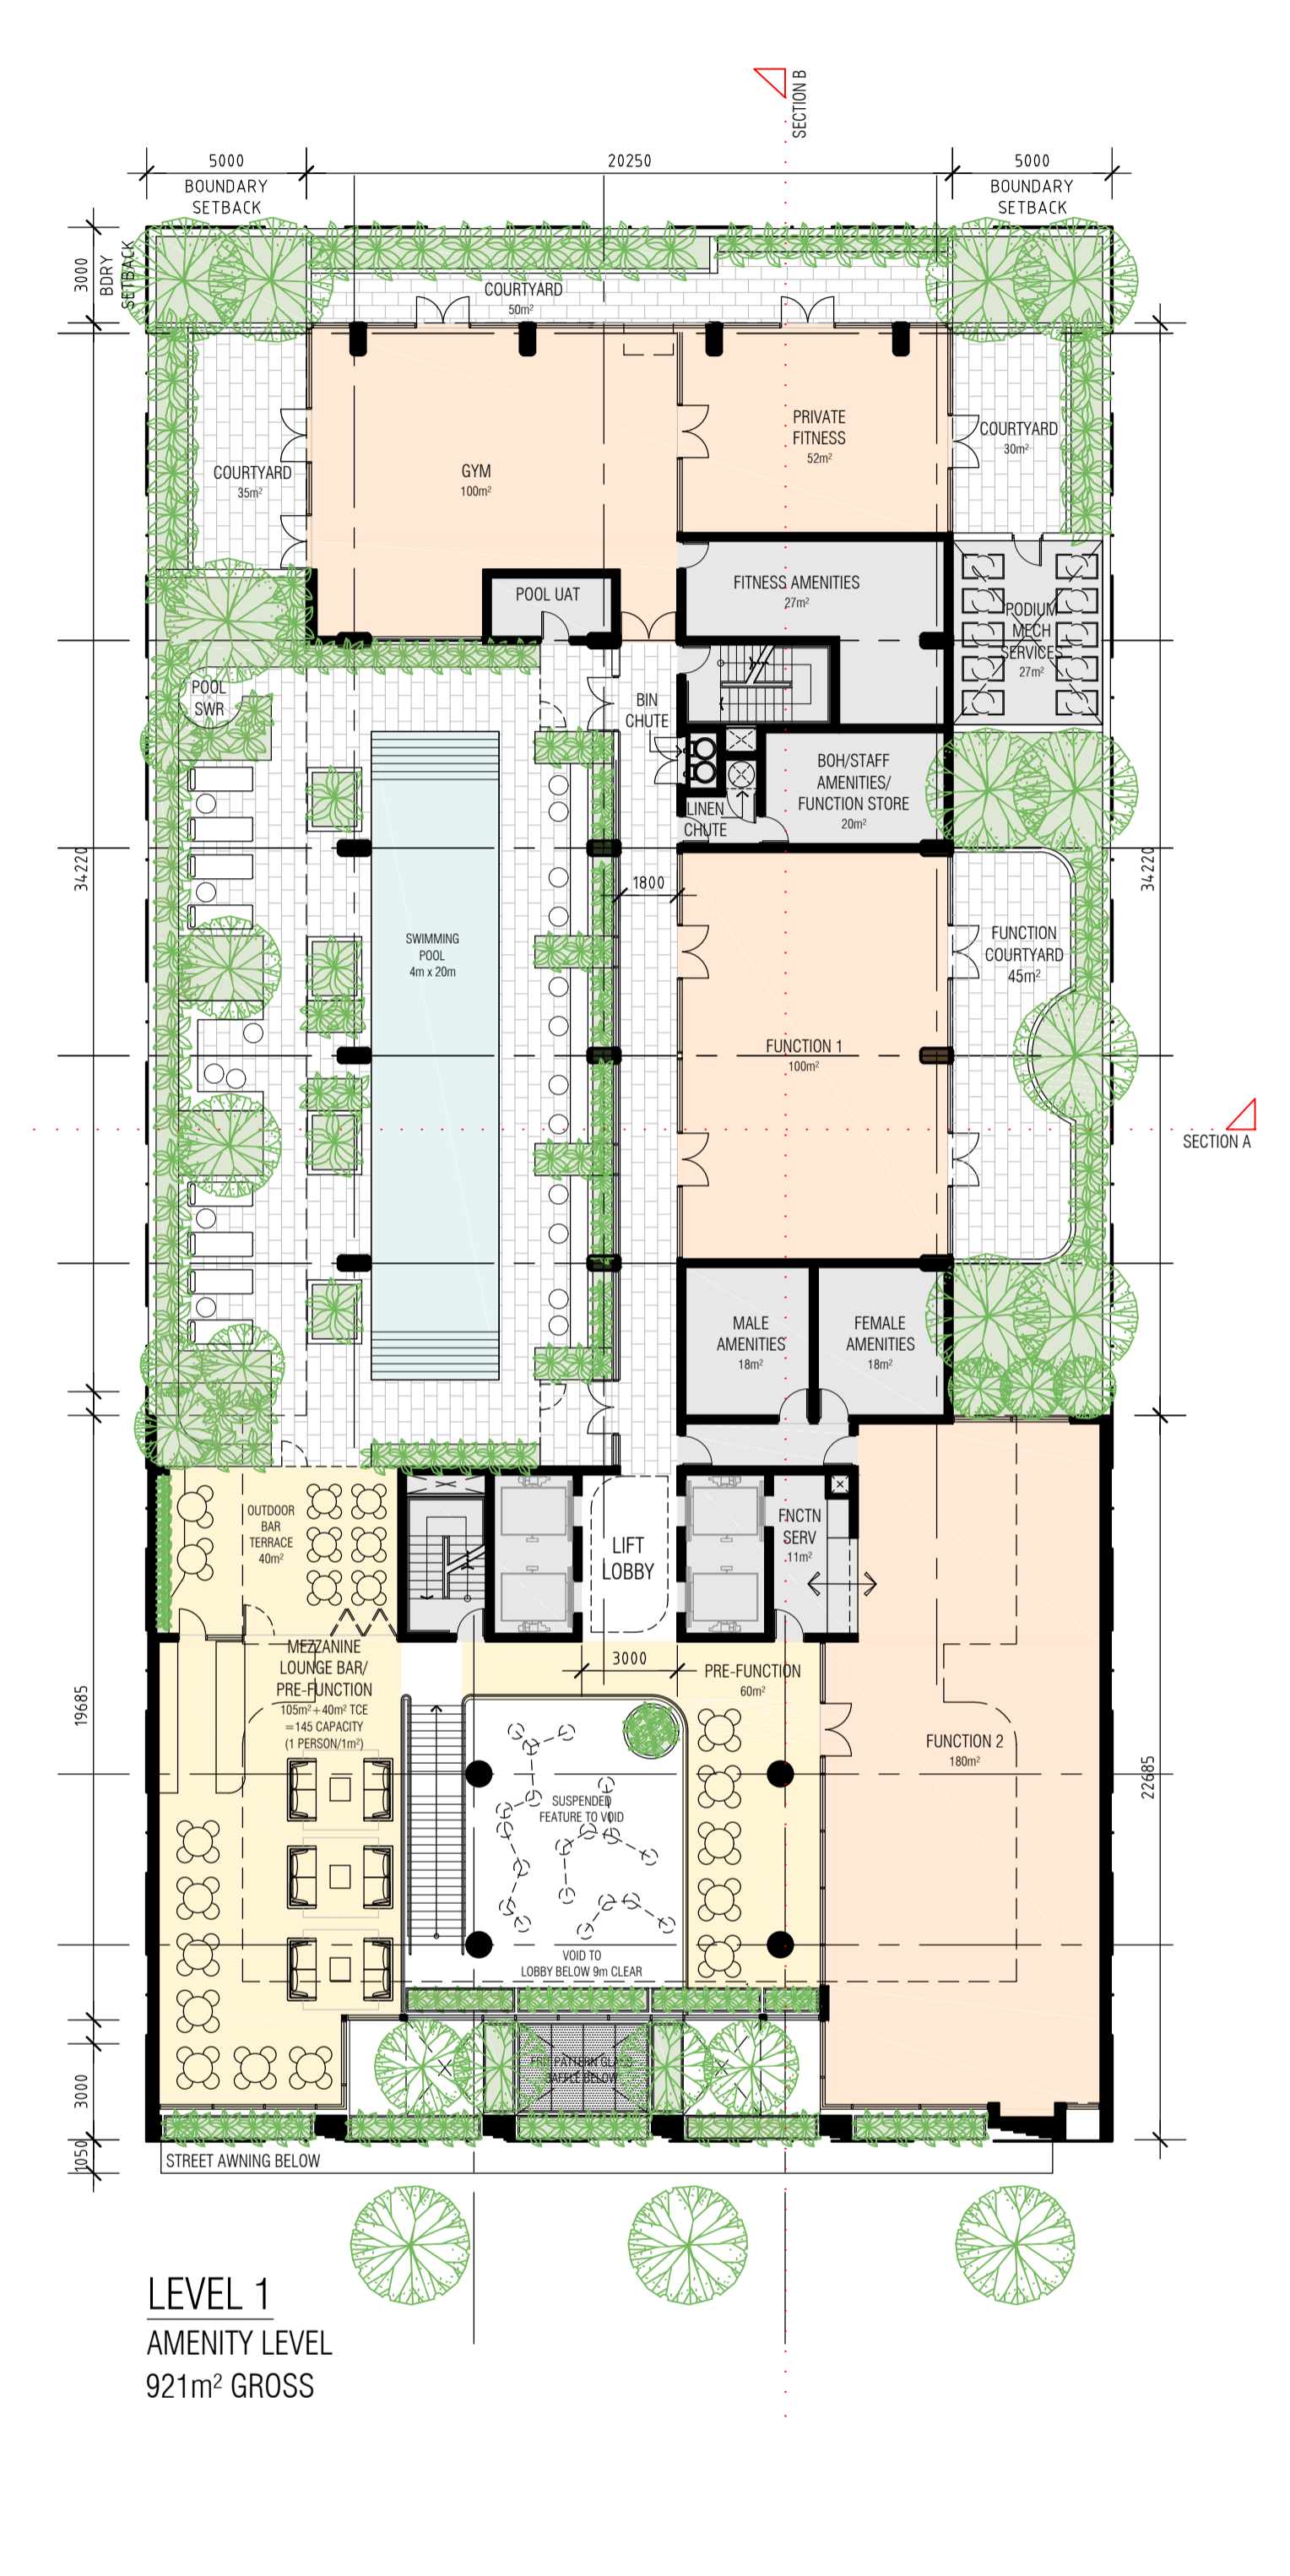 SECTION B
5000
20250
5000
BOUNDARY
SETBACK
BOUNDARY
SETBACK
3000
BDRY
SETBACK
COURTYARD
50m²
COURTYARD
35m²
GYM
100m²
PRIVATE
FITNESS
52m²
COURTYARD
30m²
POOL UAT
FITNESS AMENITIES
27m²
PODIUM
MECH
SERVICES
27m²
POOL
SWR
BIN
CHUTE
BOH/STAFF
AMENITIES/
FUNCTION STORE
20m²
LINEN
CHUTE
34220
34220
1800
SWIMMING
POOL
4m x 20m
FUNCTION
COURTYARD
45m²
FUNCTION 1
100m²
SECTION A
MALE
AMENITIES
18m²
FEMALE
AMENITIES
18m²
OUTDOOR
BAR
TERRACE
40m²
LIFT
LOBBY
FNCTN
SERV
11m²
MEZZANINE
LOUNGE BAR/
PRE-FUNCTION
105m²+40m² TCE
=145 CAPACITY
(1 PERSON/1m²)
3000
PRE-FUNCTION
60m²
19685
FUNCTION 2
180m²
22685
SUSPENDED
FEATURE TO VOID
VOID TO
LOBBY BELOW 9m CLEAR
PATTERN
BELOW
3000
1050
STREET AWNING BELOW
LEVEL 1
AMENITY LEVEL
921m² GROSS